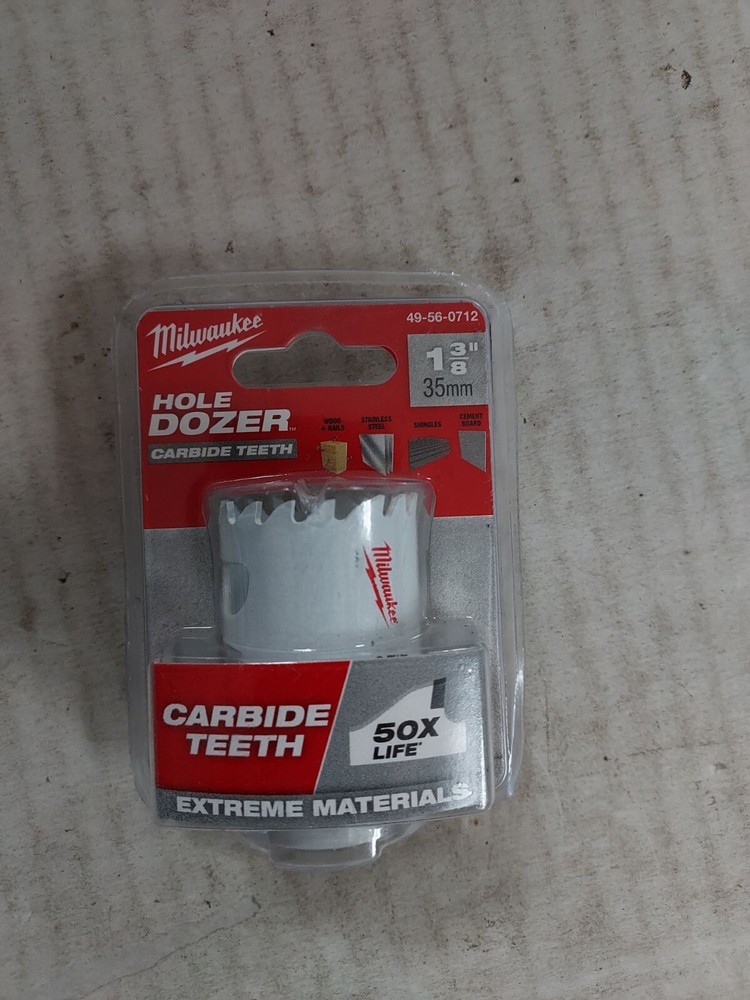 Milwaukee
49-56-0712
1 3/8"
35mm
HOLE
DOZER™
CARBIDE TEETH
WOOD + NAILS
STAINLESS STEEL
SHINGLES
CEMENT BOARD
Milwaukee
CARBIDE
TEETH
50X
LIFE*
EXTREME MATERIALS